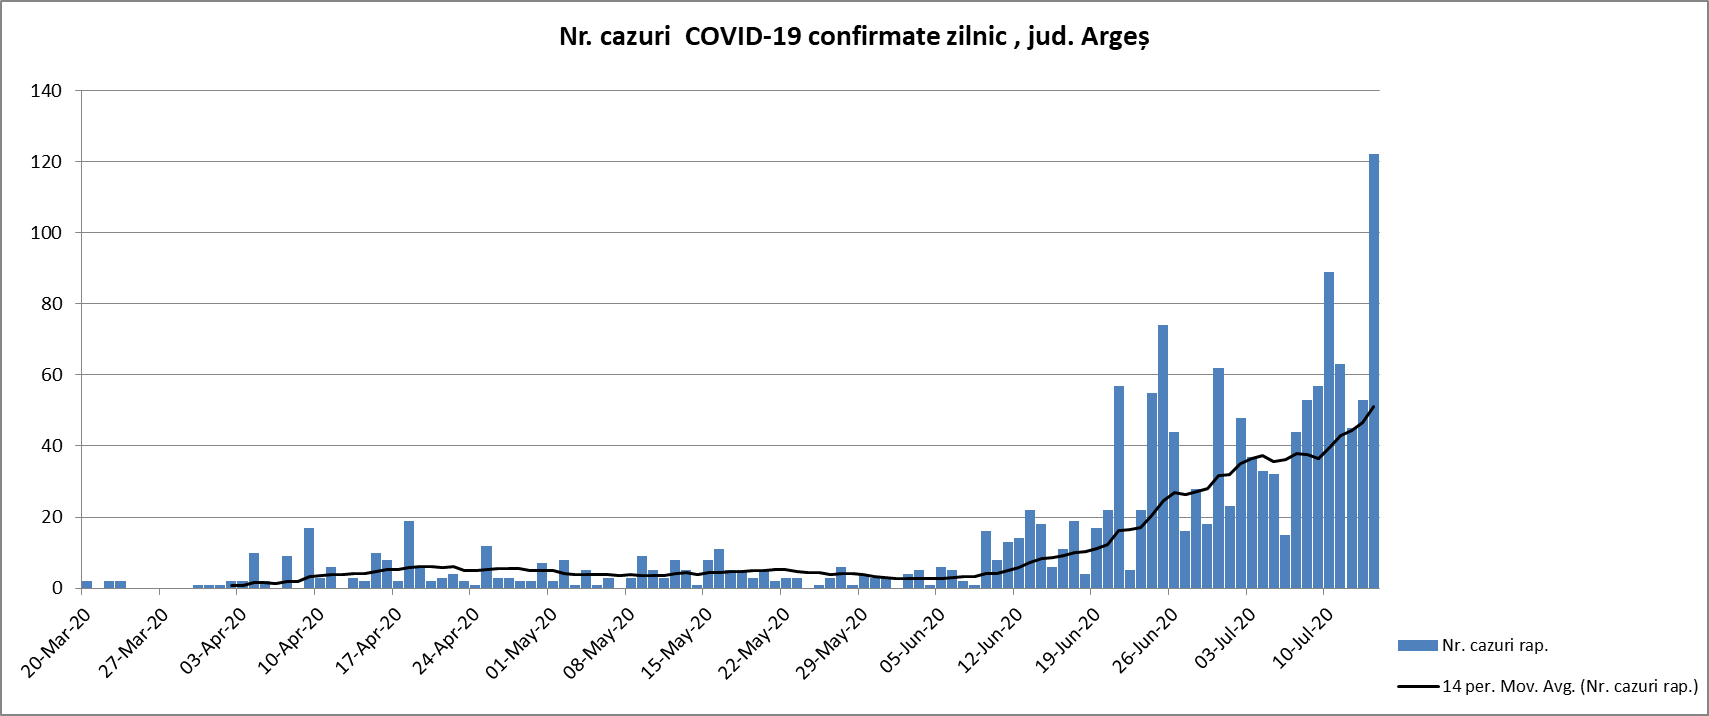 Nr. cazuri  COVID-19 confirmate zilnic , jud. Argeș
140
120
100
80
60
40
20
0
20-Mar-20
27-Mar-20
03-Apr-20
10-Apr-20
17-Apr-20
24-Apr-20
01-May-20
08-May-20
15-May-20
22-May-20
29-May-20
05-Jun-20
12-Jun-20
19-Jun-20
26-Jun-20
03-Jul-20
10-Jul-20
Nr. cazuri rap.
14 per. Mov. Avg. (Nr. cazuri rap.)